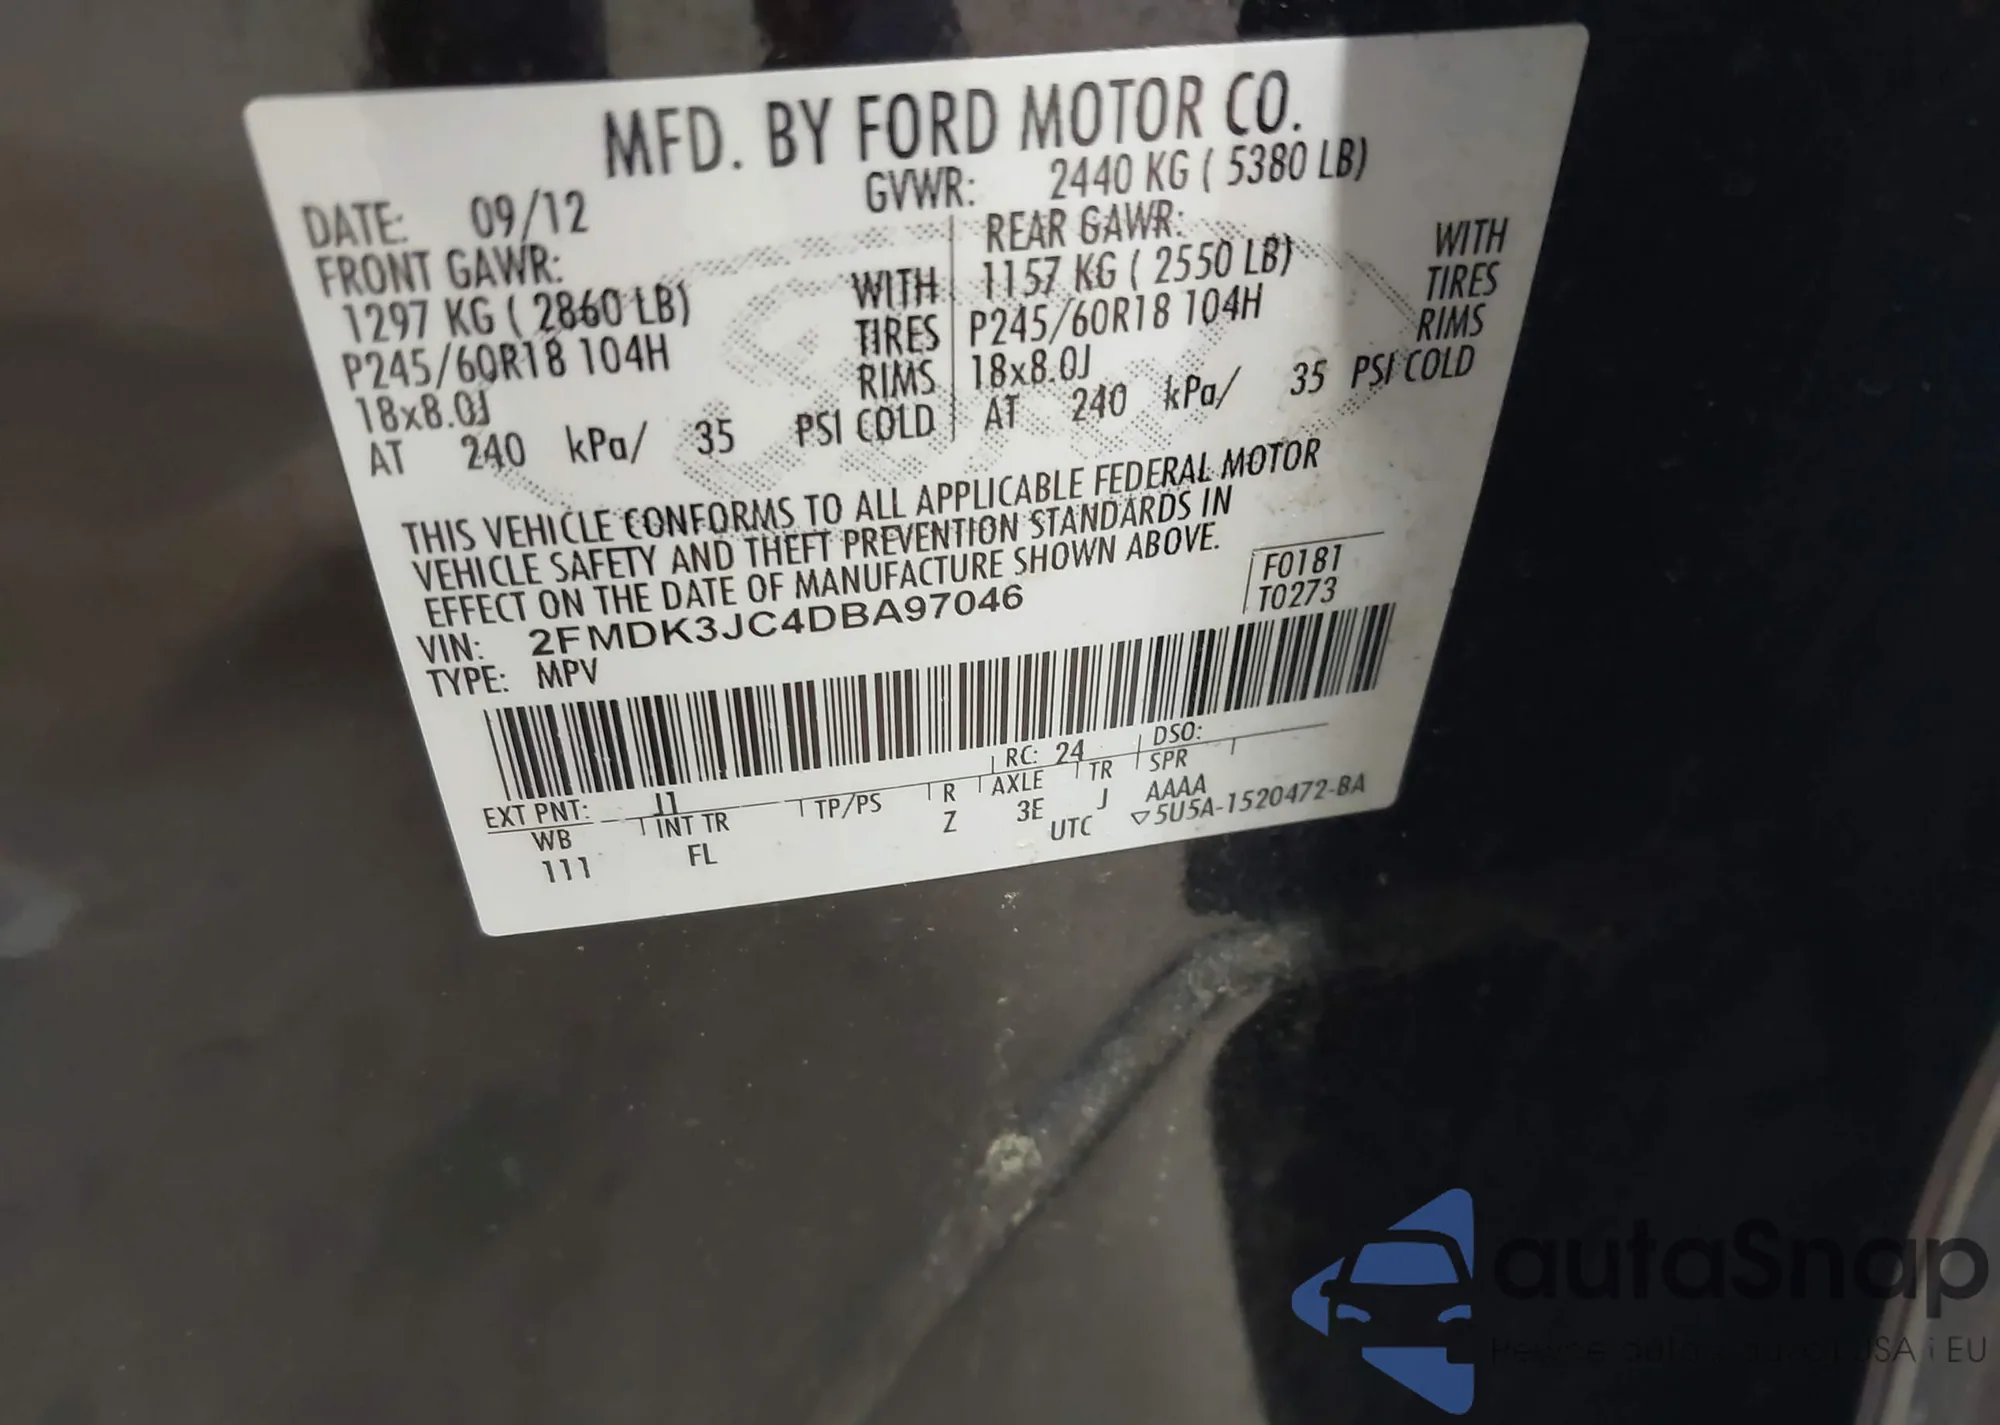 MFD. BY FORD MOTOR CO.
DATE: 09/12 GVWR: 2440 KG ( 5380 LB)
FRONT GAWR: REAR GAWR:
1297 KG ( 2860 LB) WITH 1157 KG ( 2550 LB) WITH
P245/60R18 104H TIRES P245/60R18 104H TIRES
18x8.0J RIMS 18x8.0J RIMS
AT 240 kPa/ 35 PSI COLD AT 240 kPa/ 35 PSI COLD
THIS VEHICLE CONFORMS TO ALL APPLICABLE FEDERAL MOTOR
VEHICLE SAFETY AND THEFT PREVENTION STANDARDS IN
EFFECT ON THE DATE OF MANUFACTURE SHOWN ABOVE.
F0181
VIN: 2FMDK3JC4DBA97046 T0273
TYPE: MPV
EXT PNT: J1 RC: 24 DSO:
WB INT TR TP/PS R AXLE TR SPR
111 FL Z 3E J AAAA
UTC ▽5U5A-1520472-BA
autaSnap
USA i EU